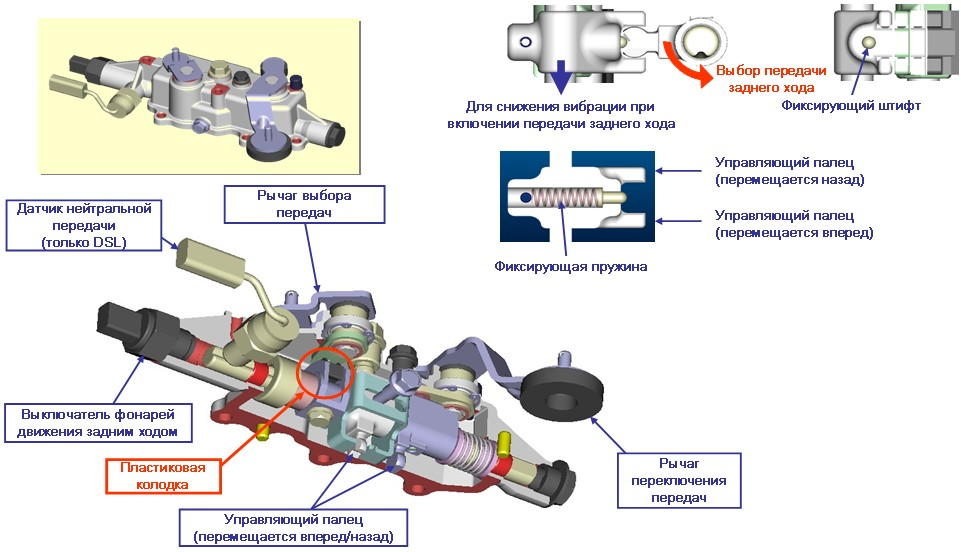 Для снижения вибрации при
включении передачи заднего хода
Выбор передачи
заднего хода
Фиксирующий штифт
Управляющий палец
(перемещается назад)
Управляющий палец
(перемещается вперед)
Фиксирующая пружина
Датчик нейтральной
передачи
(только DSL)
Рычаг выбора
передач
Выключатель фонарей
движения задним ходом
Пластиковая
колодка
Управляющий палец
(перемещается вперед/назад)
Рычаг
переключения
передач